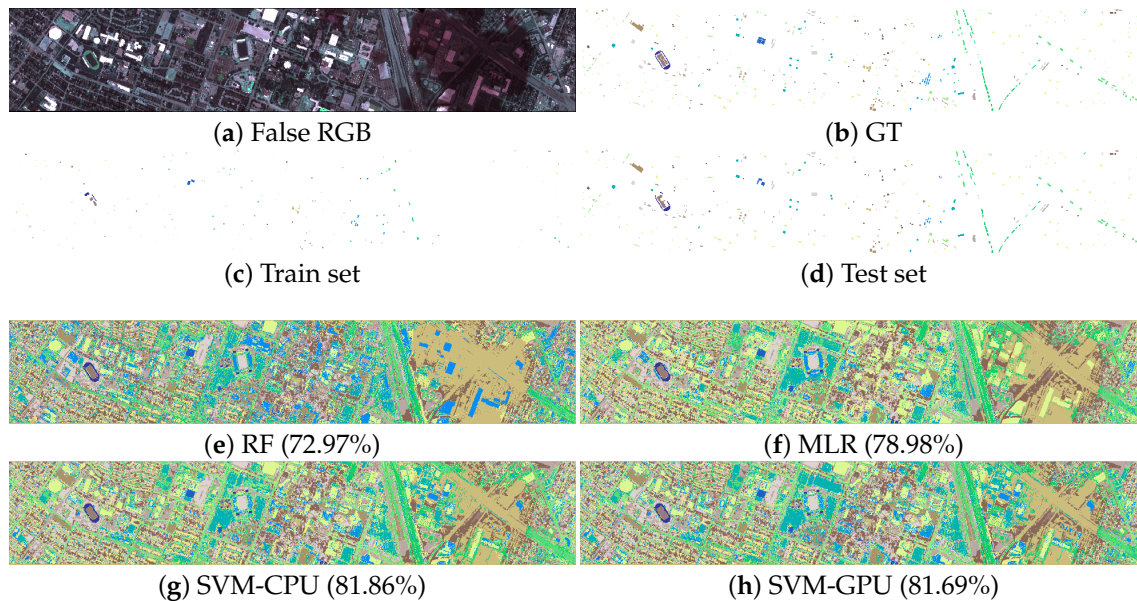 (a) False RGB
(b) GT
(c) Train set
(d) Test set
(e) RF (72.97%)
(f) MLR (78.98%)
(g) SVM-CPU (81.86%)
(h) SVM-GPU (81.69%)